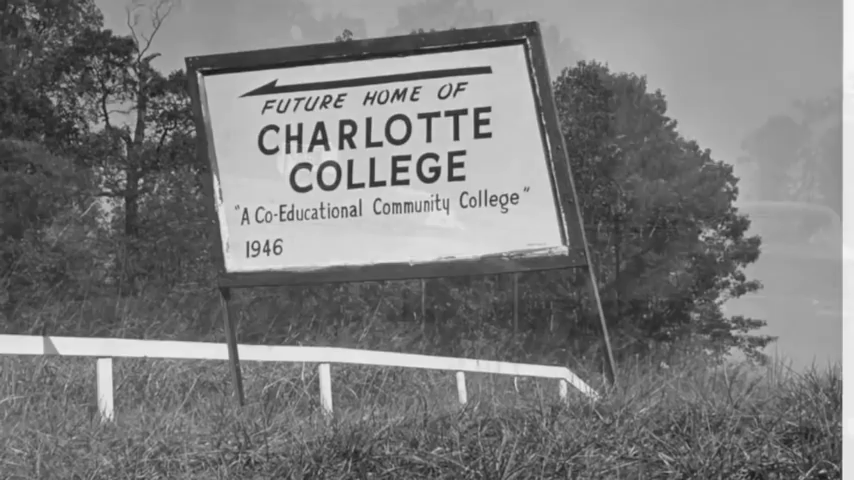 FUTURE HOME OF
CHARLOTTE
COLLEGE
"A Co-Educational Community College"
1946